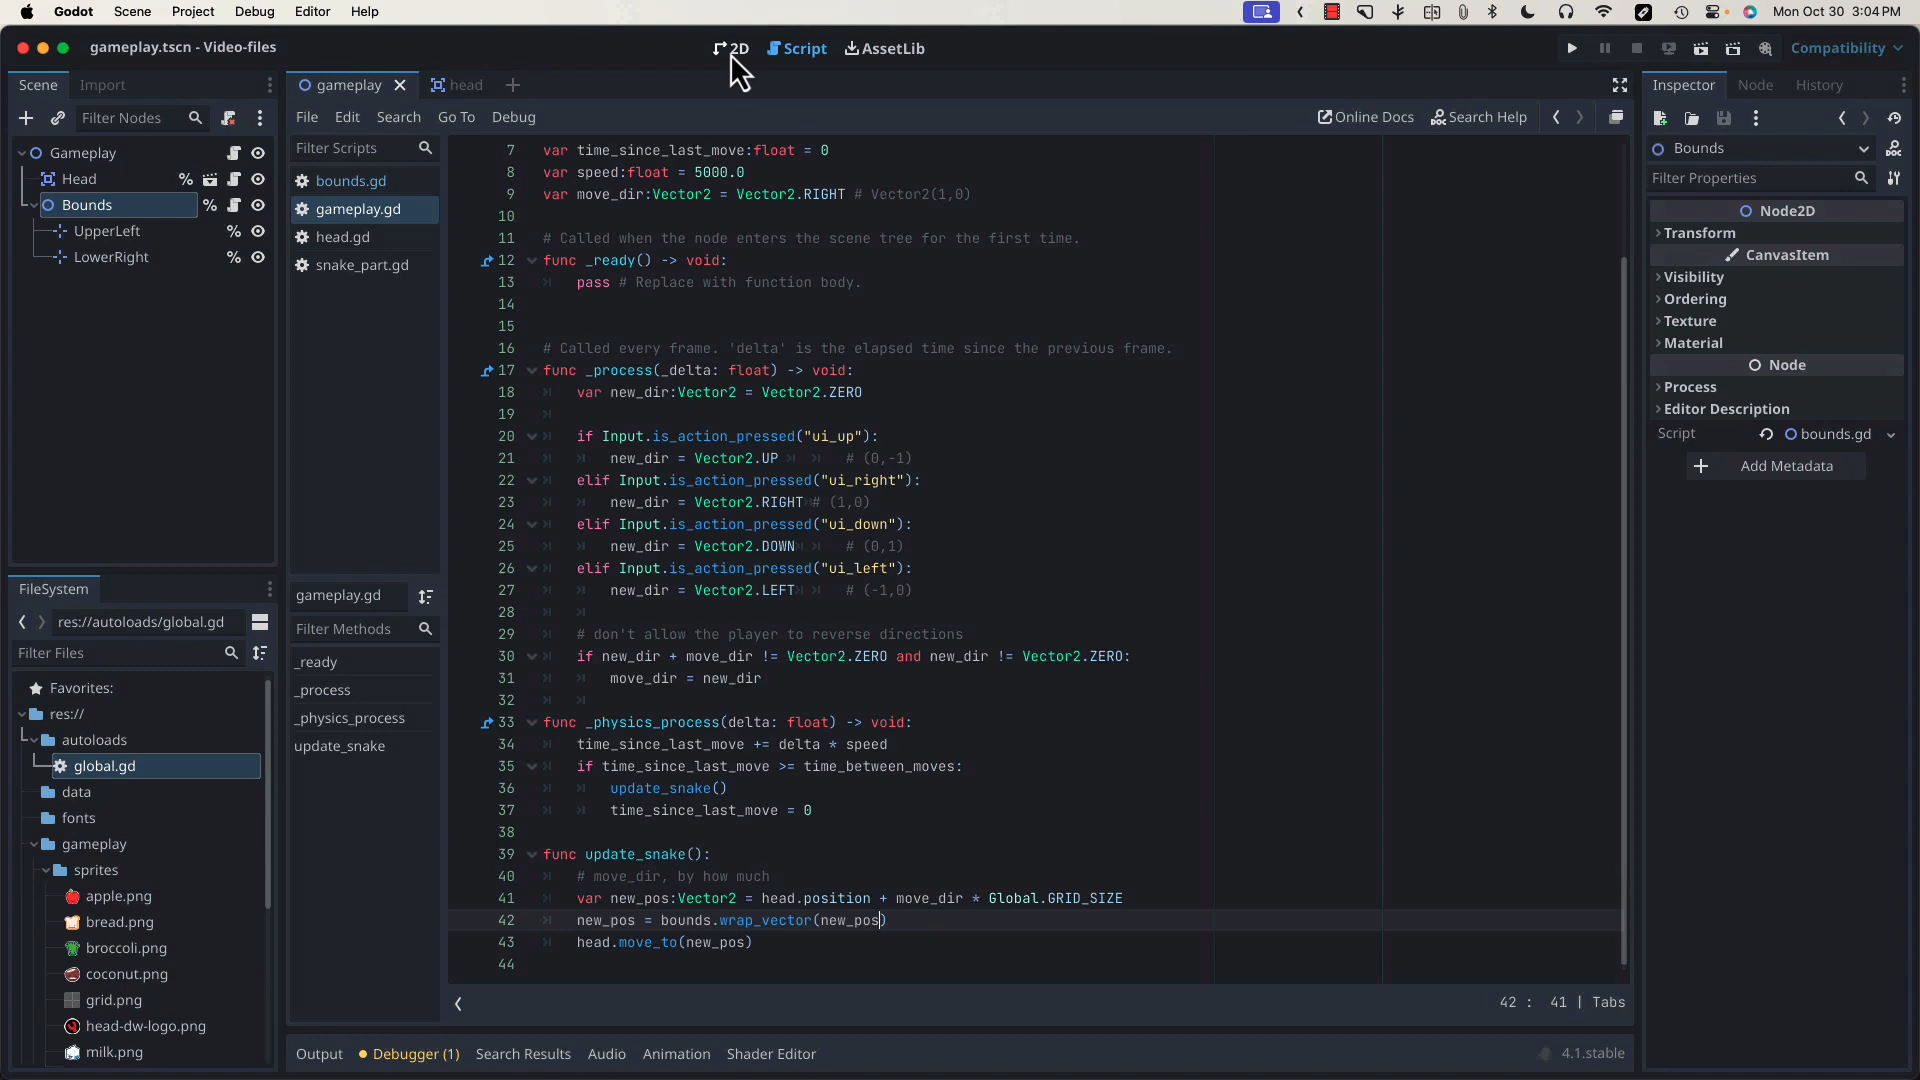 Godot Scene Project Debug Editor Help Mon Oct 30 3:04 PM
gameplay.tscn - Video-files
2D Script AssetLib
Compatibility
Scene Import
Filter Nodes
Gameplay
Head
Bounds
UpperLeft
LowerRight
FileSystem
res://autoloads/global.gd
Filter Files
Favorites:
res://
autoloads
global.gd
data
fonts
gameplay
sprites
apple.png
bread.png
broccoli.png
coconut.png
grid.png
head-dw-logo.png
milk.png
gameplay head
File Edit Search Go To Debug Online Docs Search Help
Filter Scripts
bounds.gd
gameplay.gd
head.gd
snake_part.gd
gameplay.gd
Filter Methods
_ready
_process
_physics_process
update_snake
7 var time_since_last_move:float = 0
8 var speed:float = 5000.0
9 var move_dir:Vector2 = Vector2.RIGHT # Vector2(1,0)
10
11 # Called when the node enters the scene tree for the first time.
12 func _ready() -> void:
13 pass # Replace with function body.
14
15
16 # Called every frame. 'delta' is the elapsed time since the previous frame.
17 func _process(_delta: float) -> void:
18 var new_dir:Vector2 = Vector2.ZERO
19
20 if Input.is_action_pressed("ui_up"):
21 new_dir = Vector2.UP # (0,-1)
22 elif Input.is_action_pressed("ui_right"):
23 new_dir = Vector2.RIGHT # (1,0)
24 elif Input.is_action_pressed("ui_down"):
25 new_dir = Vector2.DOWN # (0,1)
26 elif Input.is_action_pressed("ui_left"):
27 new_dir = Vector2.LEFT # (-1,0)
28
29 # don't allow the player to reverse directions
30 if new_dir + move_dir != Vector2.ZERO and new_dir != Vector2.ZERO:
31 move_dir = new_dir
32
33 func _physics_process(delta: float) -> void:
34 time_since_last_move += delta * speed
35 if time_since_last_move >= time_between_moves:
36 update_snake()
37 time_since_last_move = 0
38
39 func update_snake():
40 # move_dir, by how much
41 var new_pos:Vector2 = head.position + move_dir * Global.GRID_SIZE
42 new_pos = bounds.wrap_vector(new_pos)
43 head.move_to(new_pos)
44
42 : 41 | Tabs
Output Debugger (1) Search Results Audio Animation Shader Editor 4.1.stable
Inspector Node History
Bounds
Filter Properties
Node2D
Transform
CanvasItem
Visibility
Ordering
Texture
Material
Node
Process
Editor Description
Script bounds.gd
Add Metadata